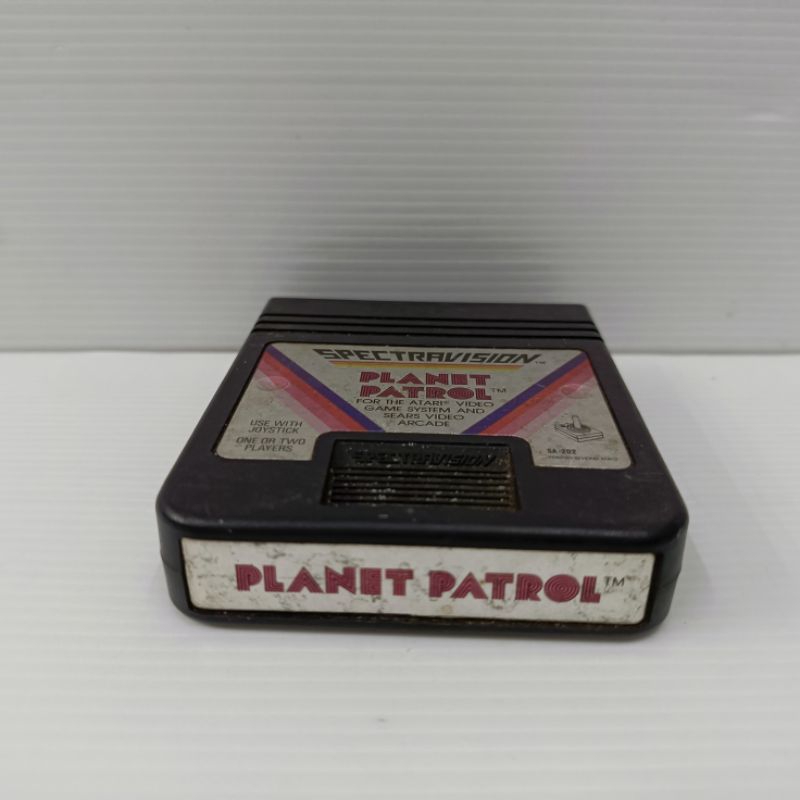 SPECTRAVISION™
PLANET
PATROL™
FOR THE ATARI® VIDEO
GAME SYSTEM AND
SEARS VIDEO
ARCADE
USE WITH
JOYSTICK
ONE OR TWO
PLAYERS
SA-202
SPECTRAVISION
PLANET PATROL™